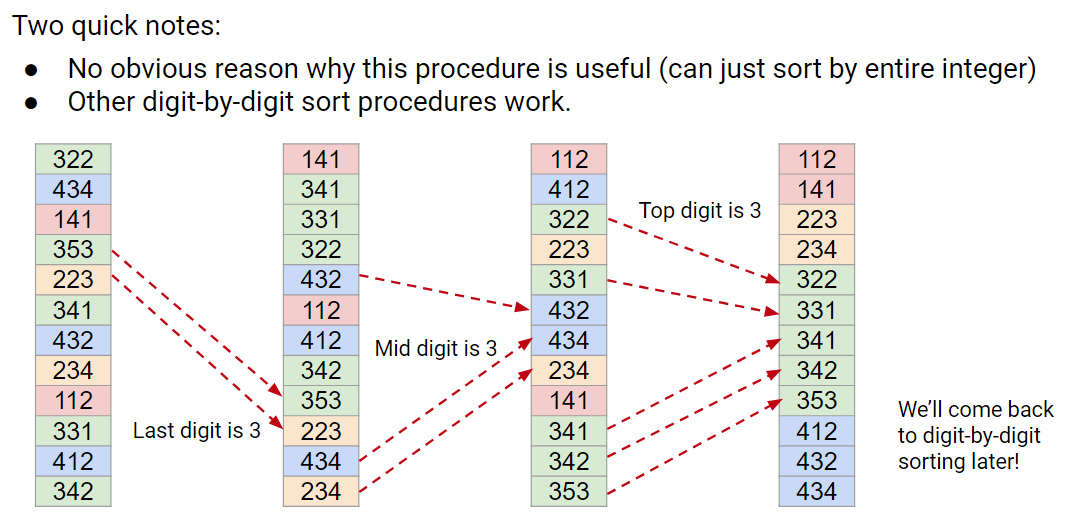 Two quick notes:
● No obvious reason why this procedure is useful (can just sort by entire integer)
● Other digit-by-digit sort procedures work.
322 141 112 112
434 341 412 141
141 331 322 223
353 322 223 234
223 432 331 322
341 112 432 331
432 412 434 341
234 342 234 342
112 353 141 353
331 223 341 412
412 434 342 432
342 234 353 434
Last digit is 3
Mid digit is 3
Top digit is 3
We’ll come back
to digit-by-digit
sorting later!